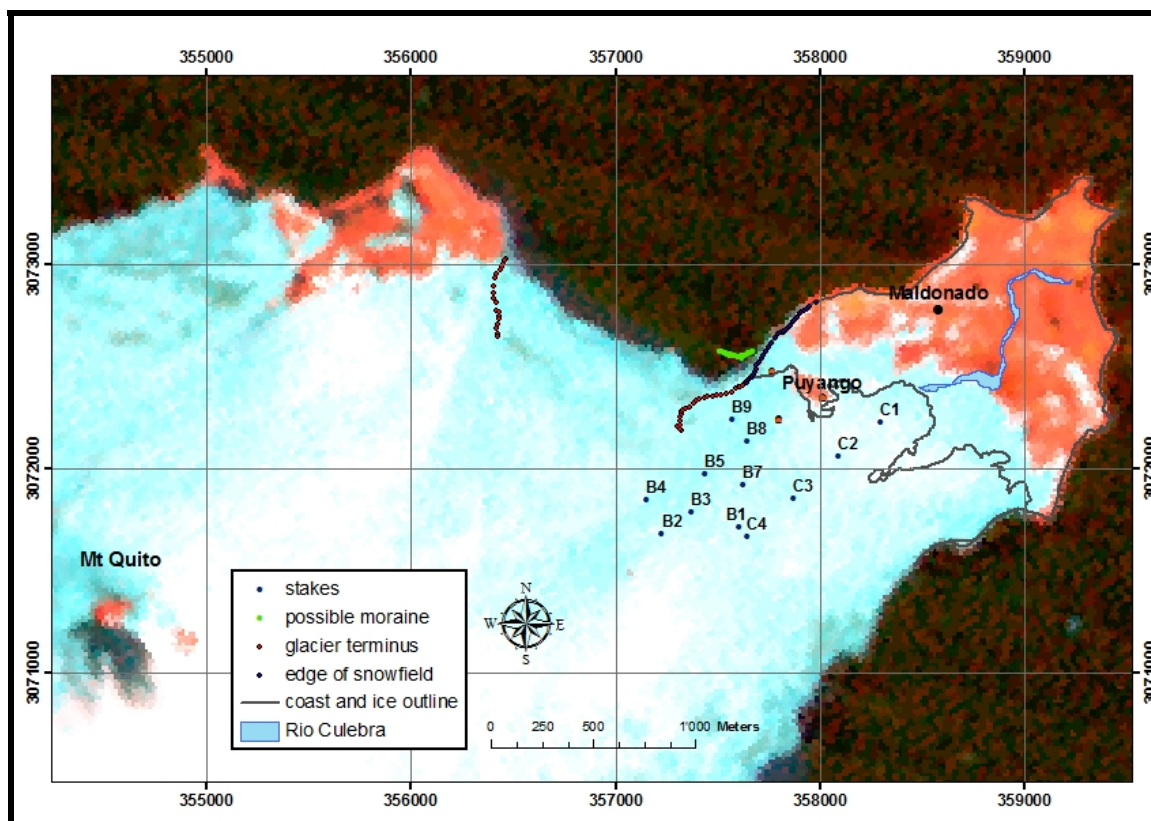 355000 356000 357000 358000 359000
3073000 3073000
Maldonado
Puyango
B9
C1
B8
C2
3072000 3072000
B5
B7
B4
C3
B3
B1
B2
C4
Mt Quito
stakes
possible moraine
glacier terminus
edge of snowfield
coast and ice outline
Rio Culebra
N
W E
S
3071000 3071000
0 250 500 1'000 Meters
355000 356000 357000 358000 359000